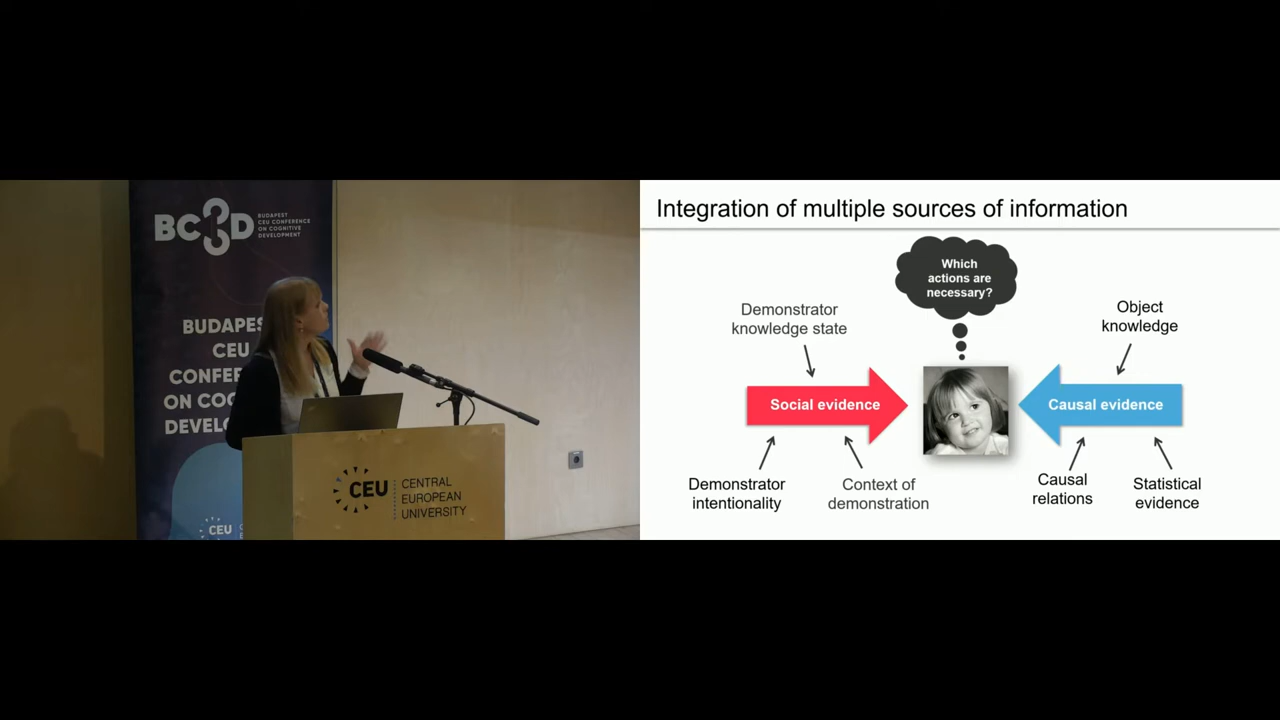 BC3D
BUDAPEST
CEU CONFERENCE
ON COGNITIVE
DEVELOPMENT
BUDAPES
CEU
CONFE
ON COG
DEVEL
CEU
CEU
CENTRAL
EUROPEAN
UNIVERSITY
Integration of multiple sources of information
Which
actions are
necessary?
Demonstrator
knowledge state
Object
knowledge
Social evidence
Causal evidence
Demonstrator
intentionality
Context of
demonstration
Causal
relations
Statistical
evidence